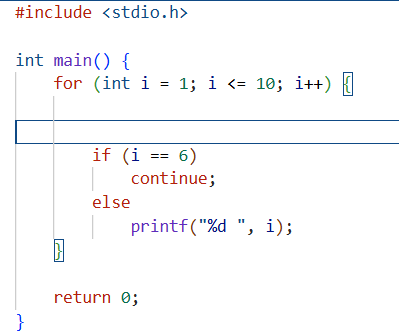 #include <stdio.h>
int main() {
    for (int i = 1; i <= 10; i++) {
        if (i == 6)
            continue;
        else
            printf("%d ", i);
    }
    return 0;
}